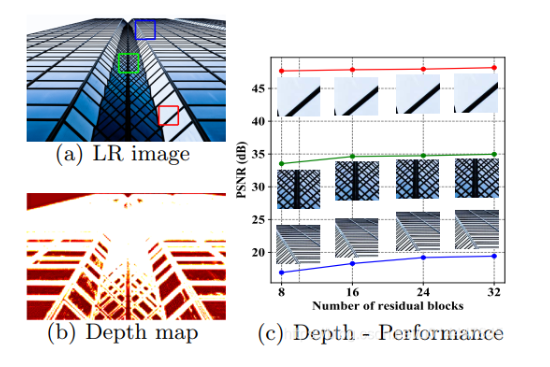 (a) LR image
(b) Depth map
PSNR (dB)
45
40
35
30
25
20
8
16
24
32
Number of residual blocks
(c) Depth - Performance